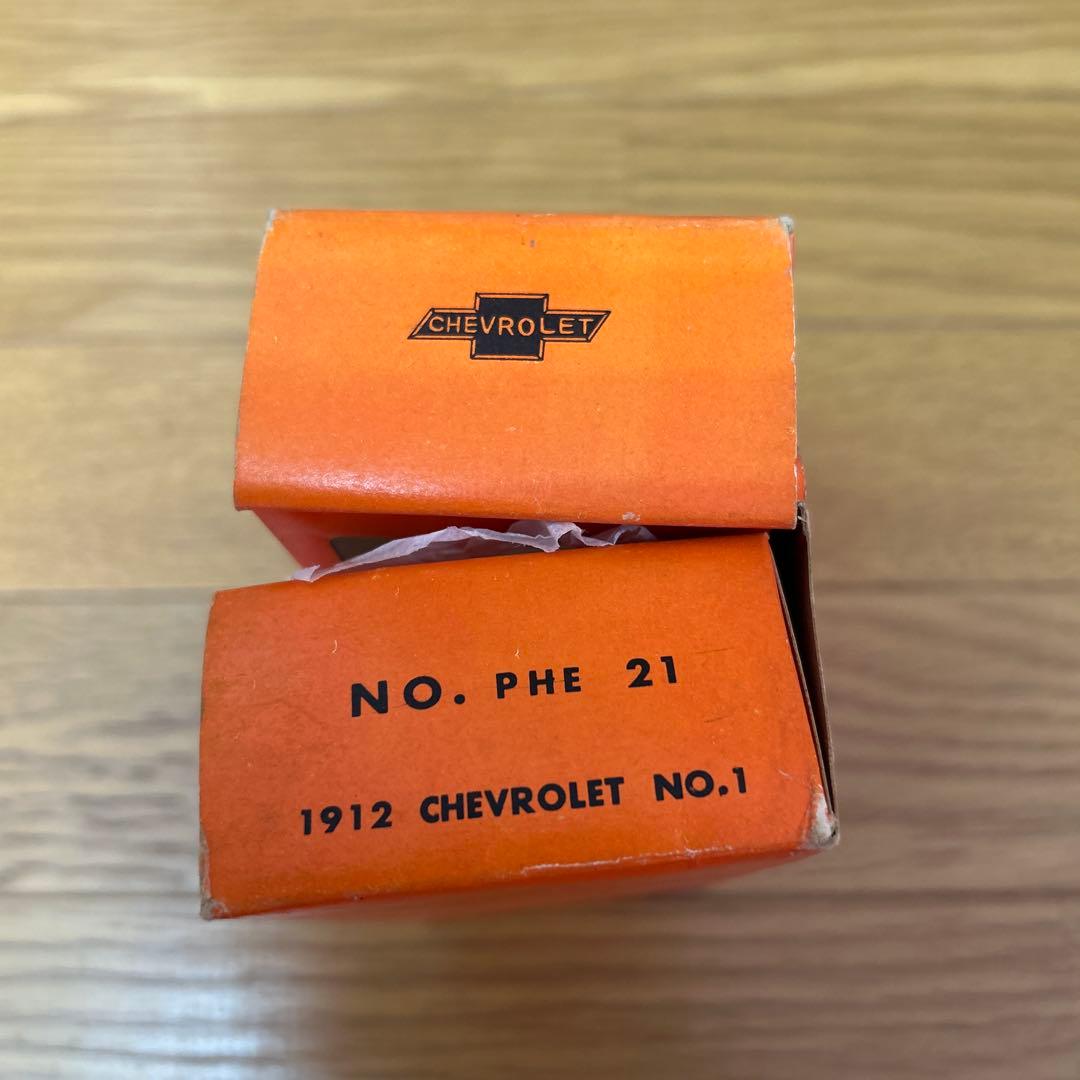 CHEVROLET
NO. PHE 21
1912 CHEVROLET NO.1